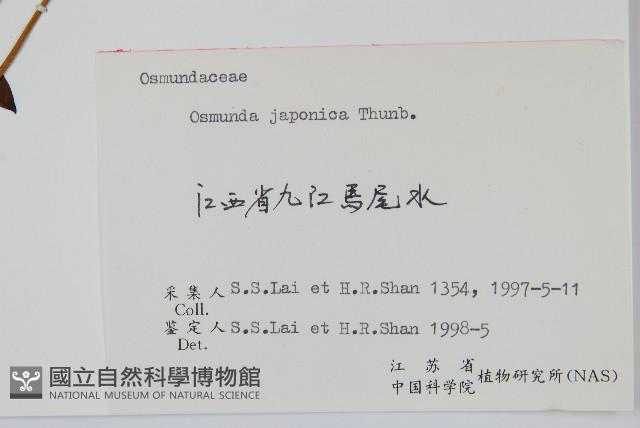 Osmundaceae
Osmunda japonica Thunb.
江西省九江馬尾水
采集人 S.S.Lai et H.R.Shan 1354, 1997-5-11
Coll.
鉴定人 S.S.Lai et H.R.Shan 1998-5
Det.
江苏省
中国科学院 植物研究所(NAS)
國立自然科學博物館
NATIONAL MUSEUM OF NATURAL SCIENCE